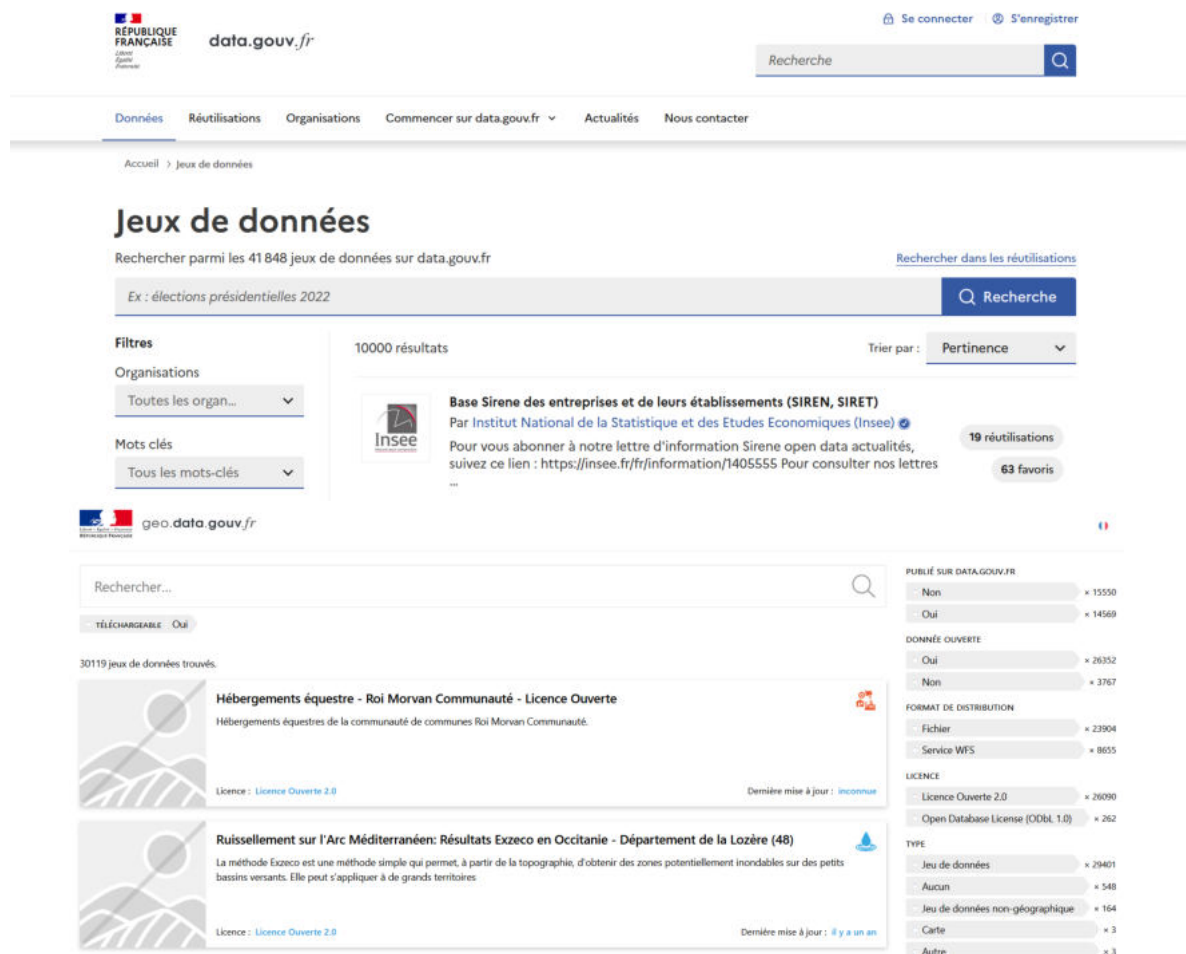 RÉPUBLIQUE
FRANÇAISE
Liberté
Égalité
Fraternité
data.gouv.fr
Se connecter
S'enregistrer
Recherche
Données
Réutilisations
Organisations
Commencer sur data.gouv.fr
Actualités
Nous contacter
Accueil > Jeux de données
Jeux de données
Rechercher parmi les 41 848 jeux de données sur data.gouv.fr
Rechercher dans les réutilisations
Ex : élections présidentielles 2022
Recherche
Filtres
Organisations
Toutes les organ...
Mots clés
Tous les mots-clés
10000 résultats
Trier par :
Pertinence
Insee
Base Sirene des entreprises et de leurs établissements (SIREN, SIRET)
Par Institut National de la Statistique et des Etudes Economiques (Insee)
Pour vous abonner à notre lettre d'information Sirene open data actualités,
suivez ce lien : https://insee.fr/fr/information/1405555 Pour consulter nos lettres
...
19 réutilisations
63 favoris
RÉPUBLIQUE FRANÇAISE
geo.data.gouv.fr
Rechercher...
TÉLÉCHARGEABLE Oui
30119 jeux de données trouvés.
Hébergements équestre - Roi Morvan Communauté - Licence Ouverte
Hébergements équestres de la communauté de communes Roi Morvan Communauté.
Licence : Licence Ouverte 2.0
Dernière mise à jour : inconnue
Ruissellement sur l'Arc Méditerranéen: Résultats Exzeco en Occitanie - Département de la Lozère (48)
La méthode Exzeco est une méthode simple qui permet, à partir de la topographie, d'obtenir des zones potentiellement inondables sur des petits
bassins versants. Elle peut s'appliquer à de grands territoires
Licence : Licence Ouverte 2.0
Dernière mise à jour : il y a un an
PUBLIÉ SUR DATA.GOUV.FR
Non × 15550
Oui × 14569
DONNÉE OUVERTE
Oui × 26352
Non × 3767
FORMAT DE DISTRIBUTION
Fichier × 23904
Service WFS × 8655
LICENCE
Licence Ouverte 2.0 × 26090
Open Database License (ODbL 1.0) × 262
TYPE
Jeu de données × 29401
Aucun × 548
Jeu de données non-géographique × 164
Carte × 3
Autre × 3